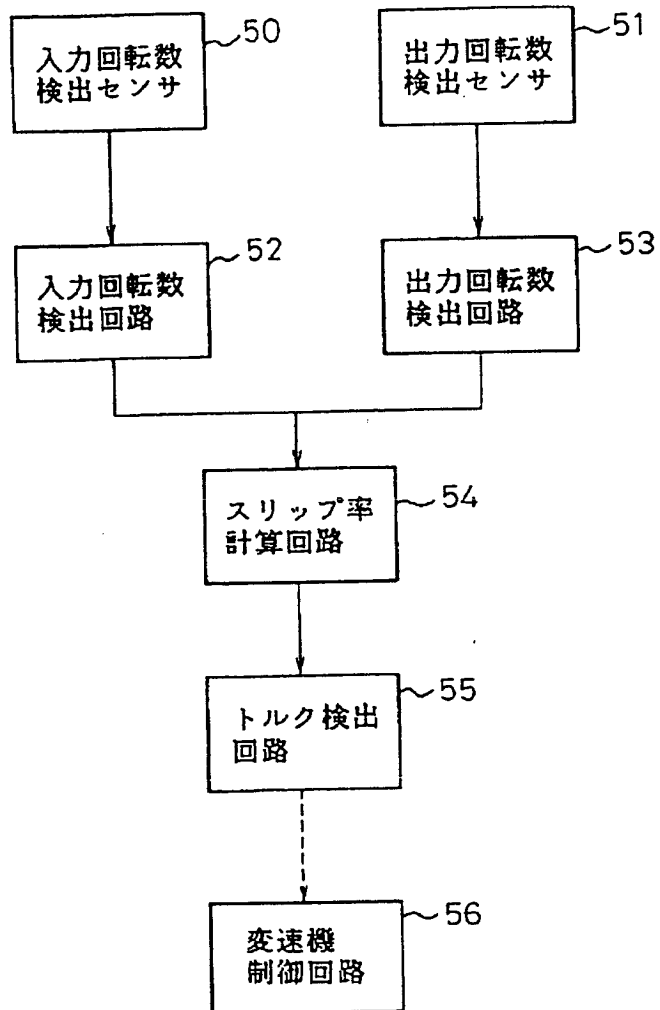 入力回転数
検出センサ
50
出力回転数
検出センサ
51
入力回転数
検出回路
52
出力回転数
検出回路
53
スリップ率
計算回路
54
トルク検出
回路
55
変速機
制御回路
56